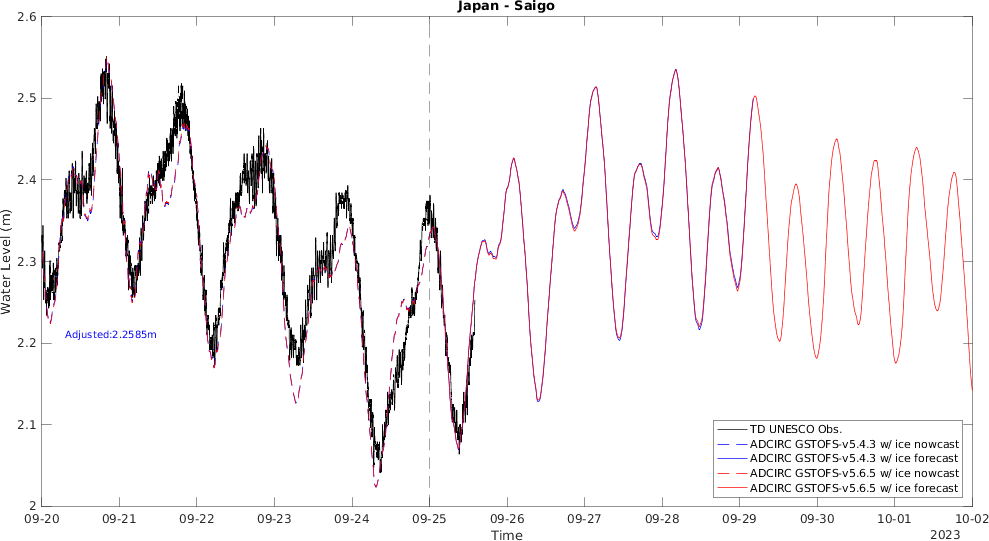 Japan - Saigo
2.6
2.5
2.4
2.3
2.2
2.1
2
Water Level (m)
Adjusted:2.2585m
TD UNESCO Obs.
ADCIRC GSTOFS-v5.4.3 w/ ice nowcast
ADCIRC GSTOFS-v5.4.3 w/ ice forecast
ADCIRC GSTOFS-v5.6.5 w/ ice nowcast
ADCIRC GSTOFS-v5.6.5 w/ ice forecast
09-20 09-21 09-22 09-23 09-24 09-25 09-26 09-27 09-28 09-29 09-30 10-01 10-02
Time
2023